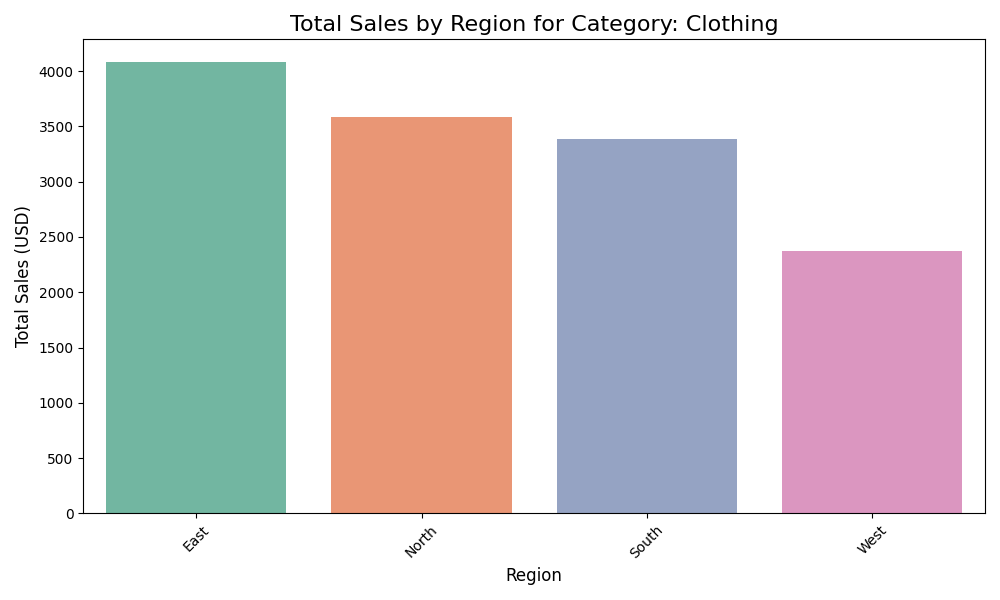 Total Sales by Region for Category: Clothing
Total Sales (USD)
4000
3500
3000
2500
2000
1500
1000
500
0
East
North
South
West
Region